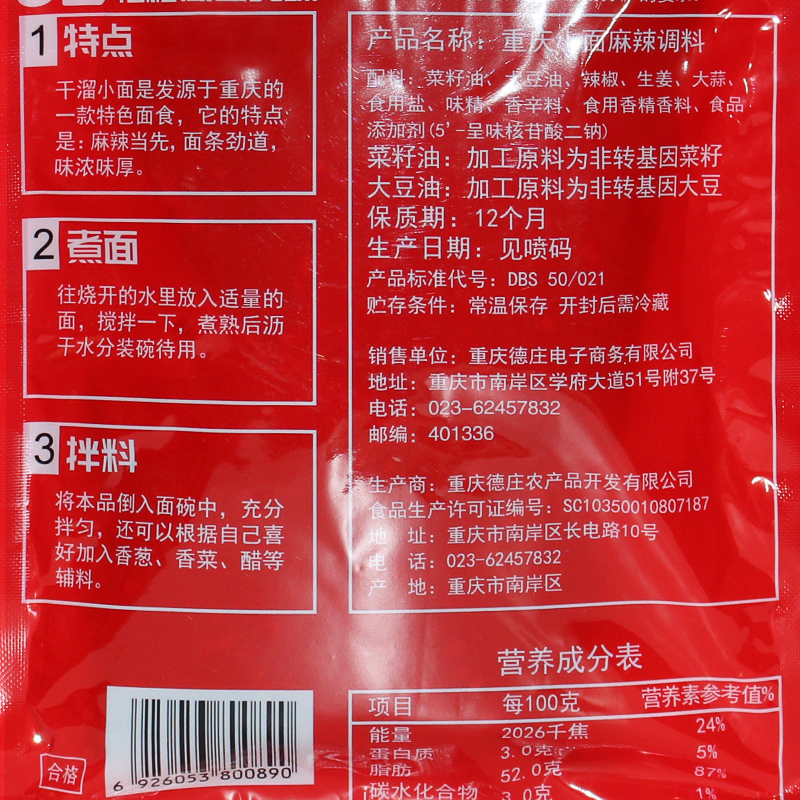 1 特点
干溜小面是发源于重庆的
一款特色面食，它的特点
是：麻辣当先，面条劲道，
味浓味厚。
2 煮面
往烧开的水里放入适量的
面，搅拌一下，煮熟后沥
干水分装碗待用。
3 拌料
将本品倒入面碗中，充分
拌匀，还可以根据自己喜
好加入香葱、香菜、醋等
辅料。
合格
6 926053 800890
产品名称：重庆小面麻辣调料
配料：菜籽油、大豆油、辣椒、生姜、大蒜、
食用盐、味精、香辛料、食用香精香料、食品
添加剂(5'-呈味核苷酸二钠)
菜籽油：加工原料为非转基因菜籽
大豆油：加工原料为非转基因大豆
保质期：12个月
生产日期：见喷码
产品标准代号：DBS 50/021
贮存条件：常温保存 开封后需冷藏
销售单位：重庆德庄电子商务有限公司
地址：重庆市南岸区学府大道51号附37号
电话：023-62457832
邮编：401336
生产商：重庆德庄农产品开发有限公司
食品生产许可证编号：SC10350010807187
地 址：重庆市南岸区长电路10号
电 话：023-62457832
产 地：重庆市南岸区
营养成分表
项目 每100克 营养素参考值%
能量 2026千焦 24%
蛋白质 3.0克 5%
脂肪 52.0克 87%
碳水化合物 3.0克 1%